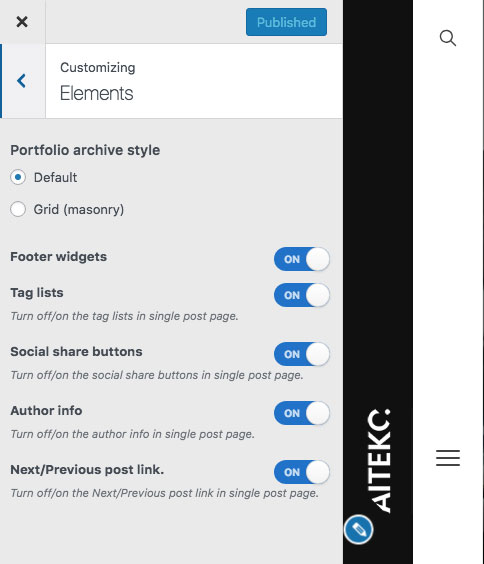 Published
Customizing
Elements
Portfolio archive style
Default
Grid (masonry)
Footer widgets
ON
Tag lists
ON
Turn off/on the tag lists in single post page.
Social share buttons
ON
Turn off/on the social share buttons in single post page.
Author info
ON
Turn off/on the author info in single post page.
Next/Previous post link.
ON
Turn off/on the Next/Previous post link in single post page.
AITEKO.